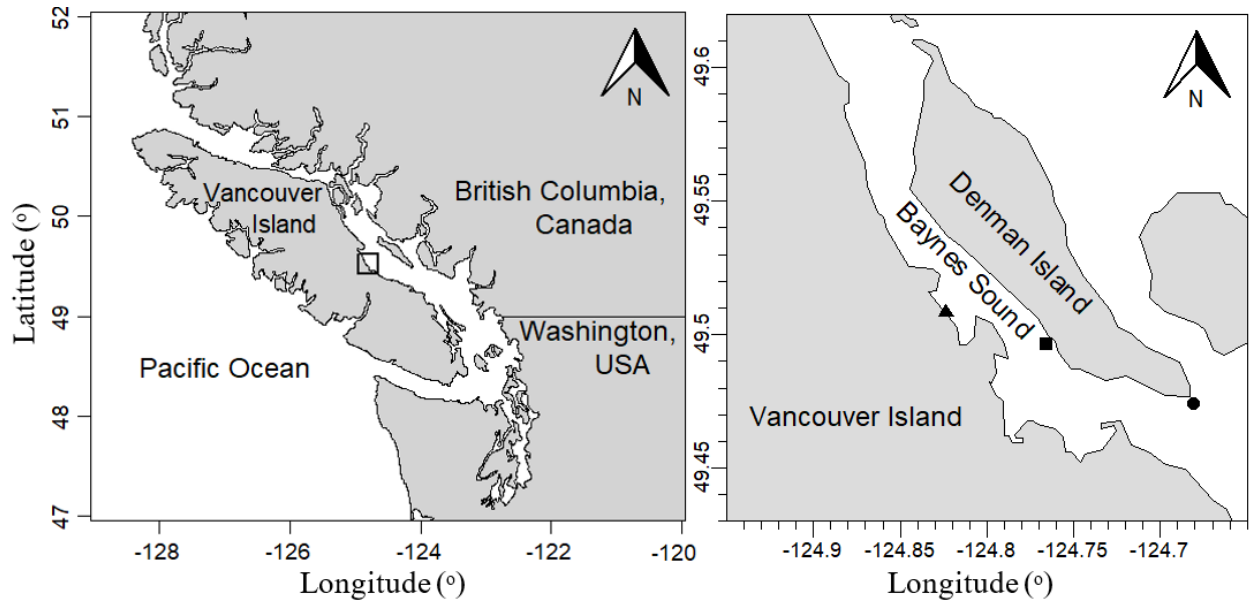 52
51
50
49
48
47
Latitude (º)
N
Vancouver
Island
British Columbia,
Canada
Washington,
USA
Pacific Ocean
-128
-126
-124
-122
-120
Longitude (º)
49.6
49.55
49.5
49.45
N
Denman Island
Baynes Sound
Vancouver Island
-124.9
-124.85
-124.8
-124.75
-124.7
Longitude (º)